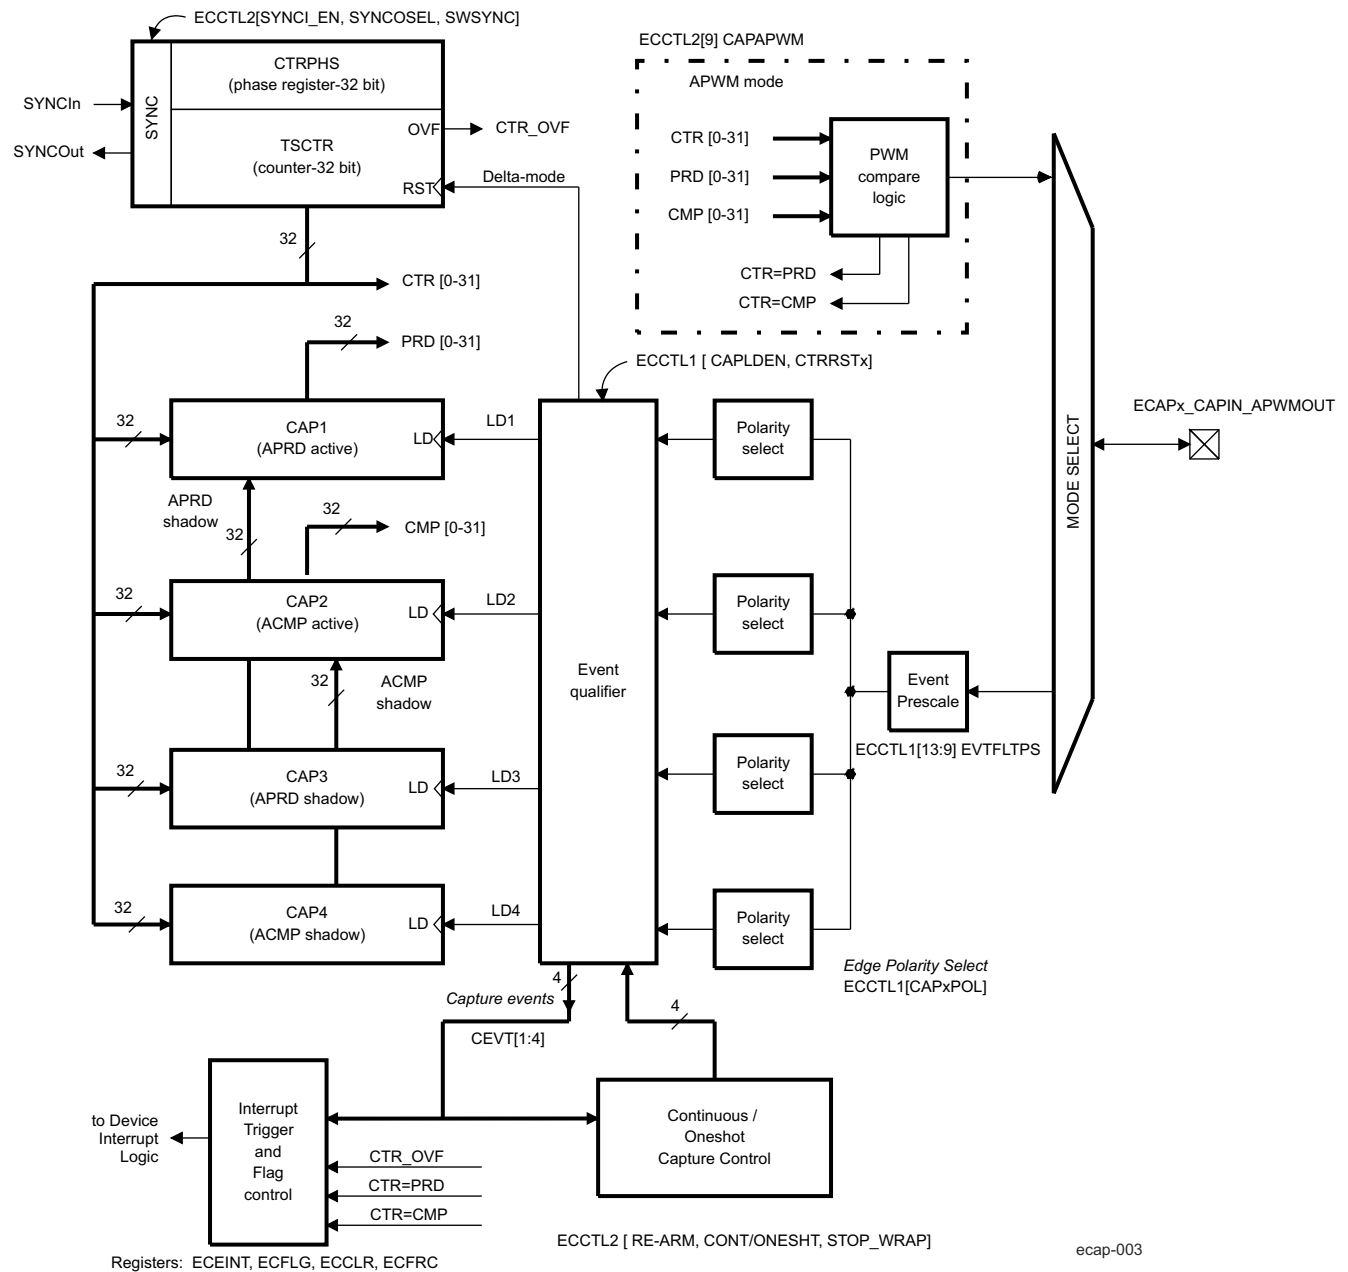 ECCTL2[SYNCI_EN, SYNCOSEL, SWSYNC]
CTRPHS
(phase register-32 bit)
SYNCIn
SYNC
SYNCOut
OVF
CTR_OVF
TSCTR
(counter-32 bit)
RST
Delta-mode
32
CTR [0-31]
32
PRD [0-31]
ECCTL2[9] CAPAPWM
APWM mode
CTR [0-31]
PRD [0-31]
CMP [0-31]
PWM
compare
logic
CTR=PRD
CTR=CMP
ECCTL1 [ CAPLDEN, CTRRSTx]
32
CAP1
(APRD active)
LD
LD1
Polarity
select
MODE SELECT
ECAPx_CAPIN_APWMOUT
APRD
shadow
32
32
CMP [0-31]
32
CAP2
(ACMP active)
LD
LD2
Polarity
select
32
ACMP
shadow
Event
qualifier
Event
Prescale
ECCTL1[13:9] EVTFLTPS
32
CAP3
(APRD shadow)
LD
LD3
Polarity
select
32
CAP4
(ACMP shadow)
LD
LD4
Polarity
select
Edge Polarity Select
ECCTL1[CAPxPOL]
4
Capture events
CEVT[1:4]
4
to Device
Interrupt
Logic
Interrupt
Trigger
and
Flag
control
CTR_OVF
CTR=PRD
CTR=CMP
Continuous /
Oneshot
Capture Control
ECCTL2 [ RE-ARM, CONT/ONESHT, STOP_WRAP]
Registers: ECEINT, ECFLG, ECCLR, ECFRC
ecap-003